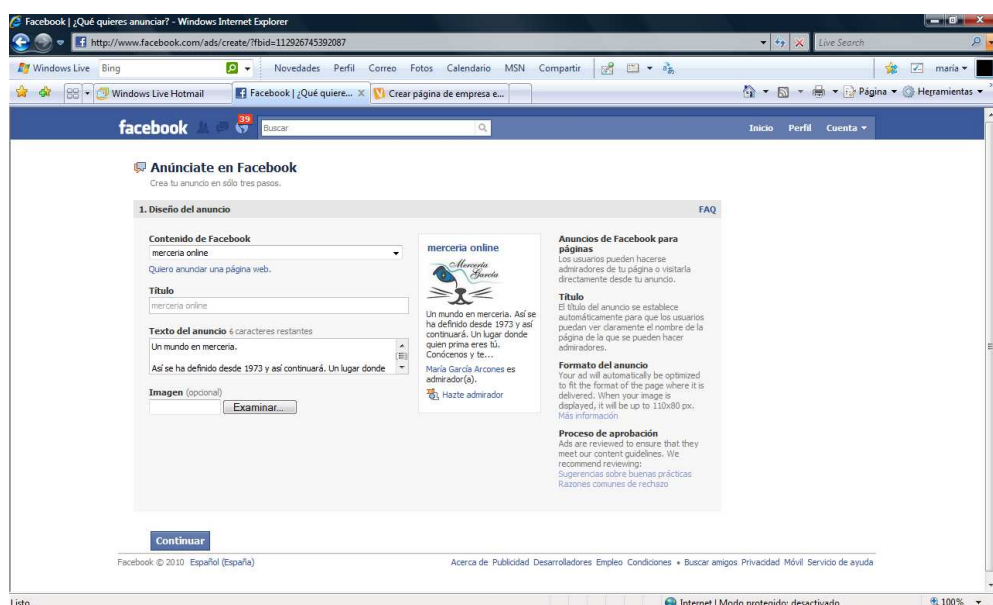 Facebook | ¿Qué quieres anunciar? - Windows Internet Explorer
http://www.facebook.com/ads/create/?fbid=112926745392087
Live Search
Windows Live Bing Novedades Perfil Correo Fotos Calendario MSN Compartir maría
Windows Live Hotmail Facebook | ¿Qué quiere... X Crear página de empresa e... Página Herramientas
facebook 39 Buscar Inicio Perfil Cuenta
Anúnciate en Facebook
Crea tu anuncio en sólo tres pasos.
1. Diseño del anuncio FAQ
Contenido de Facebook
merceria online
Quiero anunciar una página web.
Título
merceria online
Texto del anuncio 6 caracteres restantes
Un mundo en merceria.
Así se ha definido desde 1973 y así continuará. Un lugar donde
Imagen (opcional)
Examinar...
merceria online
Mercería
García
Un mundo en merceria. Así se
ha definido desde 1973 y así
continuará. Un lugar donde
quien prima eres tú.
Conócenos y te...
María García Arcones es
admirador(a).
Hazte admirador
Anuncios de Facebook para
páginas
Los usuarios pueden hacerse
admiradores de tu página o visitarla
directamente desde tu anuncio.
Título
El título del anuncio se establece
automáticamente para que los usuarios
puedan ver claramente el nombre de la
página de la que se pueden hacer
admiradores.
Formato del anuncio
Your ad will automatically be optimized
to fit the format of the page where it is
delivered. When your image is
displayed, it will be up to 110x80 px.
Más información
Proceso de aprobación
Ads are reviewed to ensure that they
meet our content guidelines. We
recommend reviewing:
Sugerencias sobre buenas prácticas
Razones comunes de rechazo
Continuar
Facebook © 2010 Español (España) Acerca de Publicidad Desarrolladores Empleo Condiciones • Buscar amigos Privacidad Móvil Servicio de ayuda
Listo Internet | Modo protegido: desactivado 100%